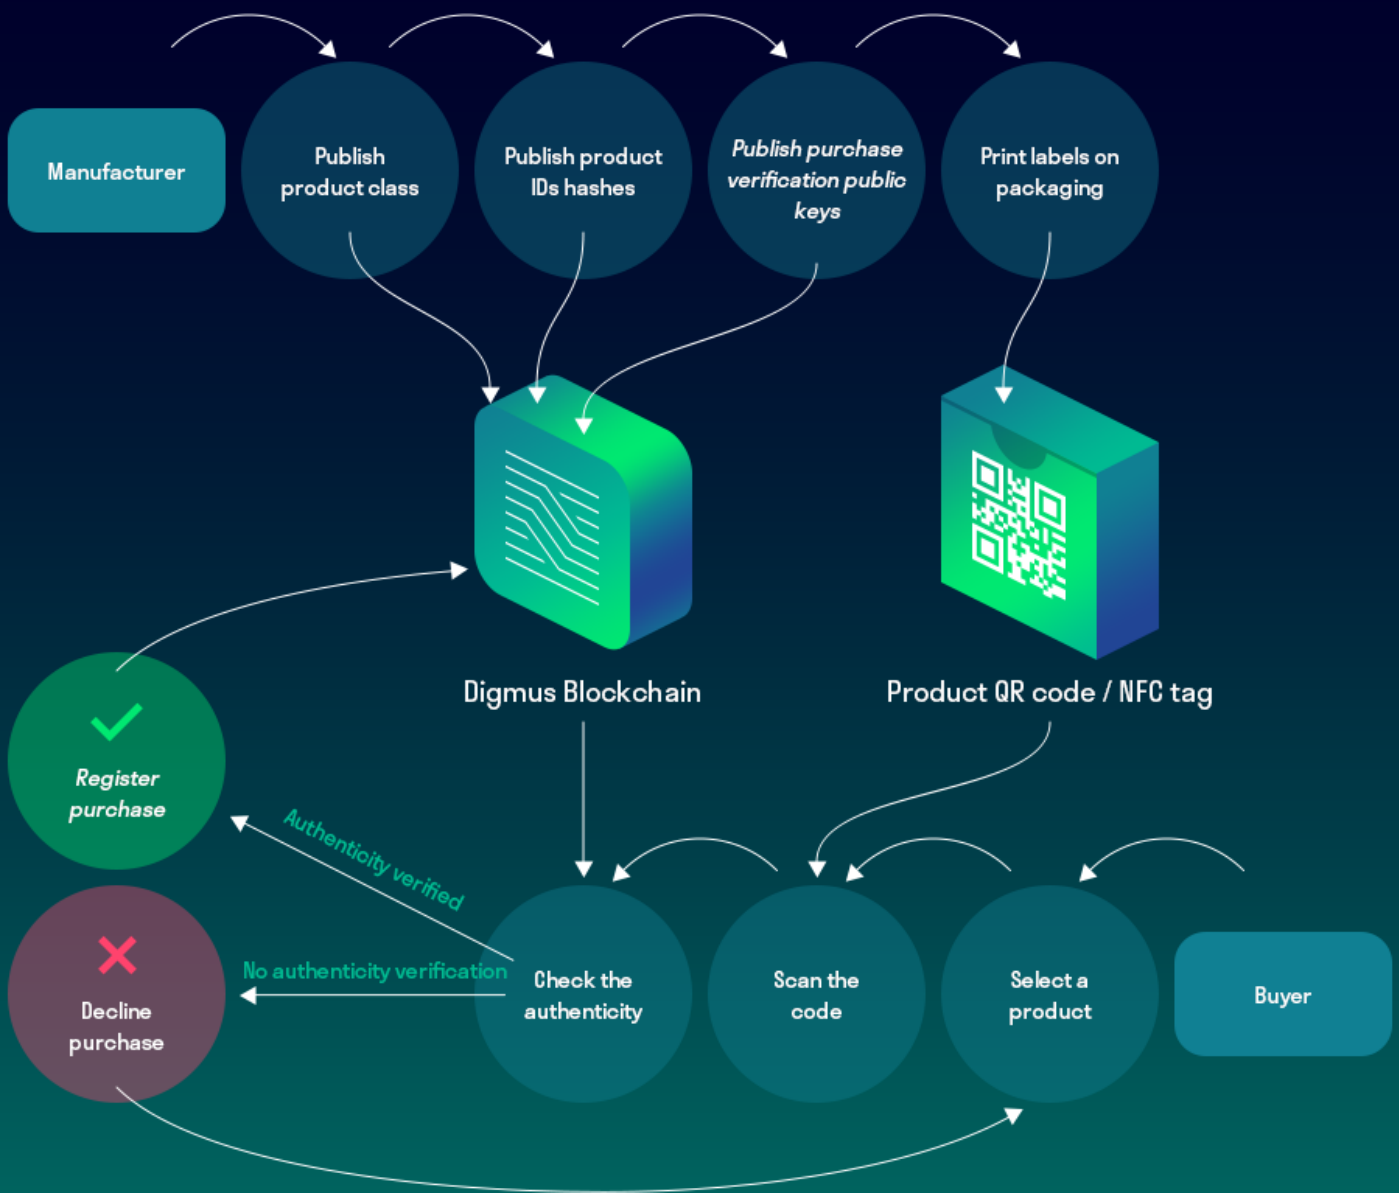 Manufacturer
Publish
product class
Publish product
IDs hashes
Publish purchase
verification public
keys
Print labels on
packaging
Digmus Blockchain
Product QR code / NFC tag
Register
purchase
Authenticity verified
No authenticity verification
Decline
purchase
Check the
authenticity
Scan the
code
Select a
product
Buyer